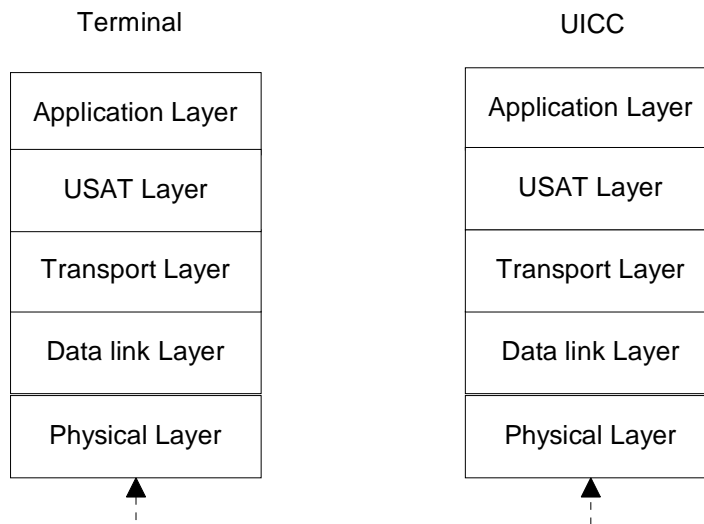 Terminal
Application Layer
USAT Layer
Transport Layer
Data link Layer
Physical Layer
UICC
Application Layer
USAT Layer
Transport Layer
Data link Layer
Physical Layer